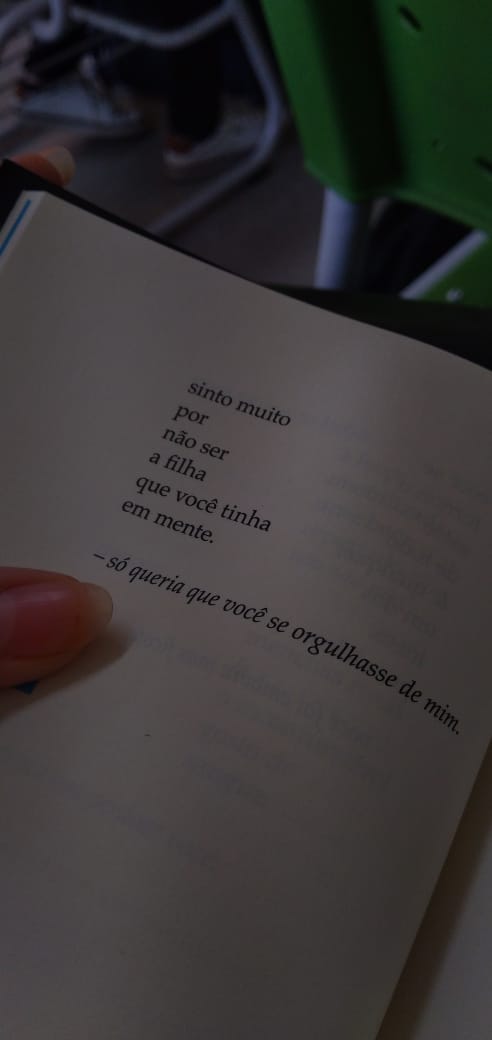 sinto muito
por
não ser
a filha
que você tinha
em mente.
– só queria que você se orgulhasse de mim.